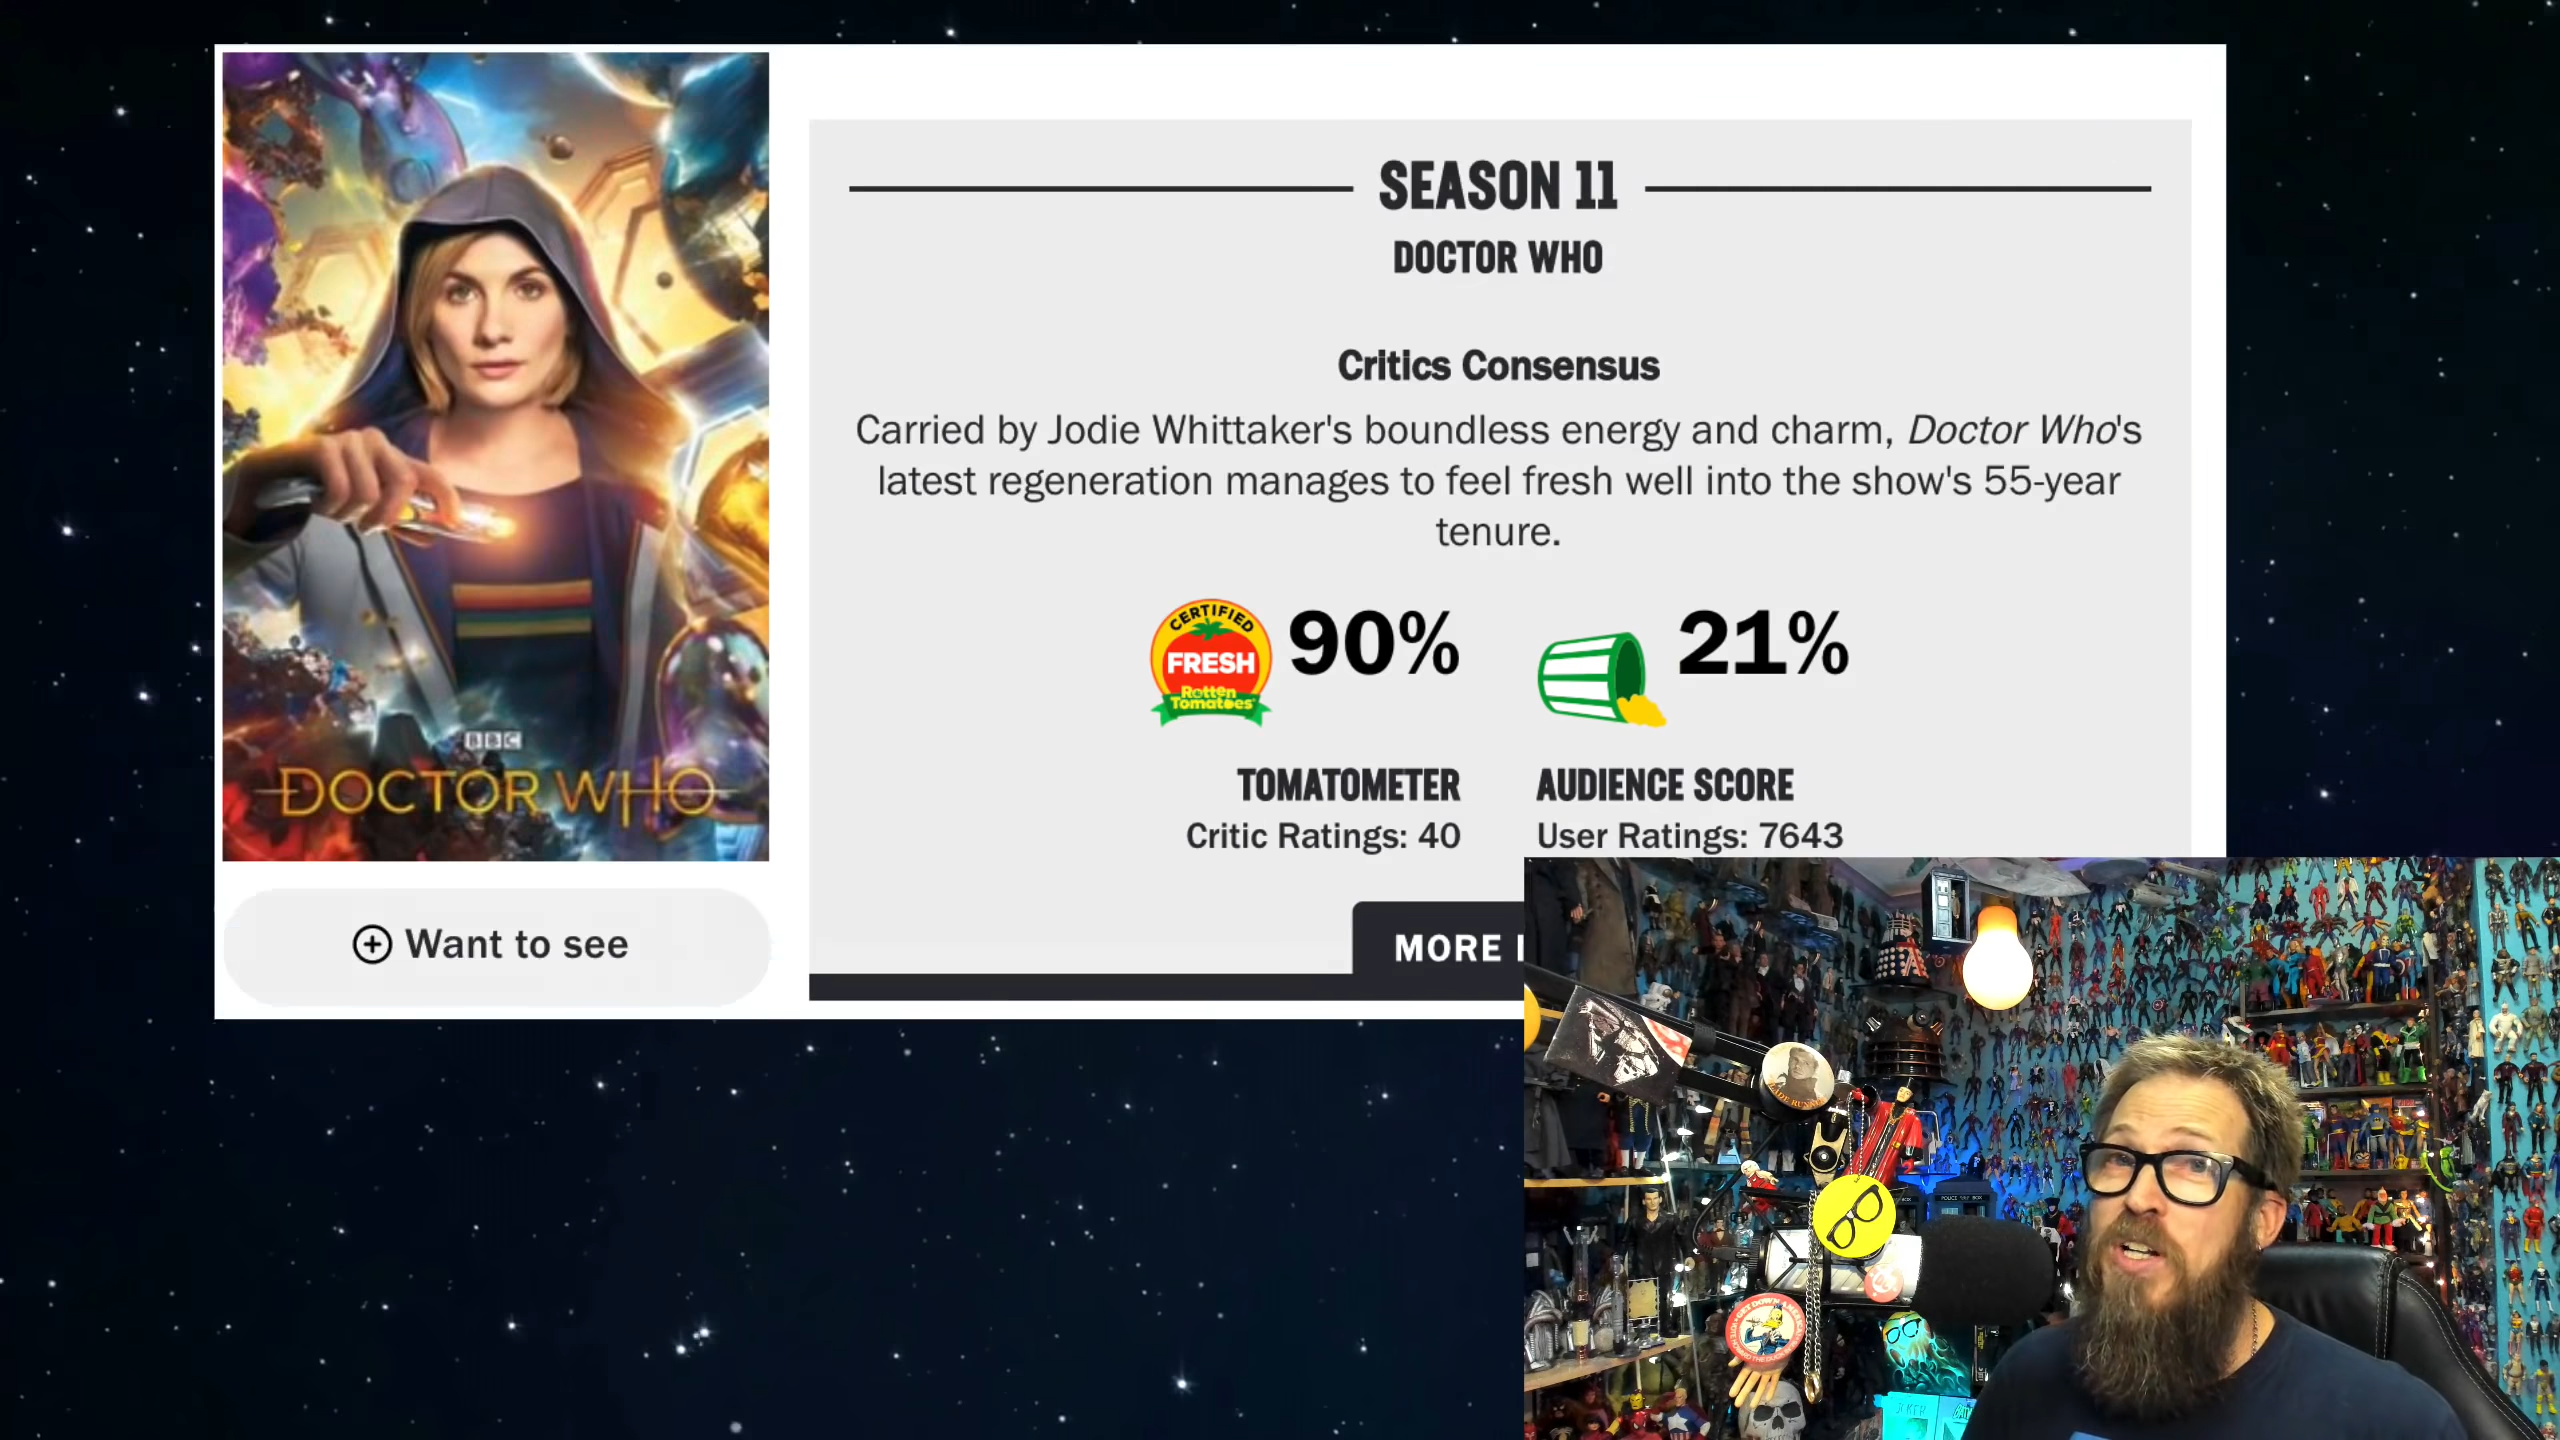 SEASON 11
DOCTOR WHO
Critics Consensus
Carried by Jodie Whittaker's boundless energy and charm, Doctor Who's
latest regeneration manages to feel fresh well into the show's 55-year
tenure.
CERTIFIED
FRESH
Rotten
Tomatoes
90%
21%
TOMATOMETER
AUDIENCE SCORE
Critic Ratings: 40
User Ratings: 7643
MORE
BBC
DOCTOR WHO
Want to see
POLICE BOX